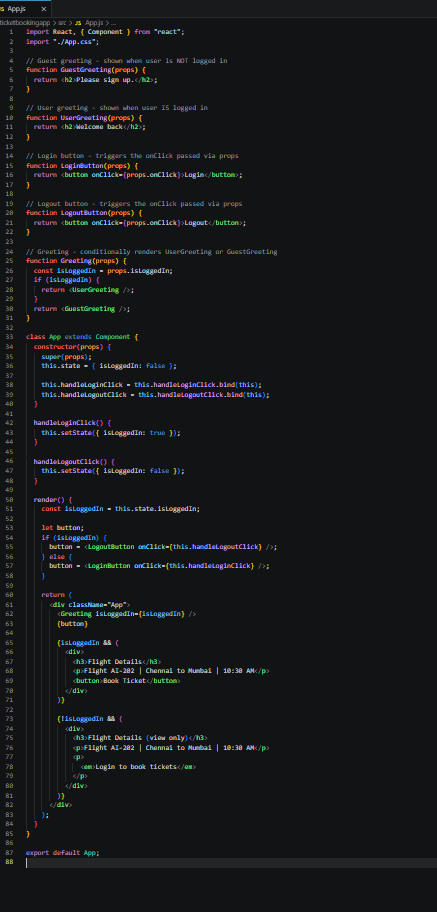 JS App.js ×
ticketbookingapp > src > JS App.js > ...
1 import React, { Component } from "react";
2 import "./App.css";
3
4 // Guest greeting - shown when user is NOT logged in
5 function GuestGreeting(props) {
6   return <h2>Please sign up.</h2>;
7 }
8
9 // User greeting - shown when user IS logged in
10 function UserGreeting(props) {
11   return <h2>Welcome back</h2>;
12 }
13
14 // Login button - triggers the onClick passed via props
15 function LoginButton(props) {
16   return <button onClick={props.onClick}>Login</button>;
17 }
18
19 // Logout button - triggers the onClick passed via props
20 function LogoutButton(props) {
21   return <button onClick={props.onClick}>Logout</button>;
22 }
23
24 // Greeting - conditionally renders UserGreeting or GuestGreeting
25 function Greeting(props) {
26   const isLoggedIn = props.isLoggedIn;
27   if (isLoggedIn) {
28     return <UserGreeting />;
29   }
30   return <GuestGreeting />;
31 }
32
33 class App extends Component {
34   constructor(props) {
35     super(props);
36     this.state = { isLoggedIn: false };
37
38     this.handleLoginClick = this.handleLoginClick.bind(this);
39     this.handleLogoutClick = this.handleLogoutClick.bind(this);
40   }
41
42   handleLoginClick() {
43     this.setState({ isLoggedIn: true });
44   }
45
46   handleLogoutClick() {
47     this.setState({ isLoggedIn: false });
48   }
49
50   render() {
51     const isLoggedIn = this.state.isLoggedIn;
52
53     let button;
54     if (isLoggedIn) {
55       button = <LogoutButton onClick={this.handleLogoutClick} />;
56     } else {
57       button = <LoginButton onClick={this.handleLoginClick} />;
58     }
59
60     return (
61       <div className="App">
62         <Greeting isLoggedIn={isLoggedIn} />
63         {button}
64
65         {isLoggedIn && (
66           <div>
67             <h3>Flight Details</h3>
68             <p>Flight AI-202 | Chennai to Mumbai | 10:30 AM</p>
69             <button>Book Ticket</button>
70           </div>
71         )}
72
73         {!isLoggedIn && (
74           <div>
75             <h3>Flight Details (view only)</h3>
76             <p>Flight AI-202 | Chennai to Mumbai | 10:30 AM</p>
77             <p>
78               <em>Login to book tickets</em>
79             </p>
80           </div>
81         )}
82       </div>
83     );
84   }
85 }
86
87 export default App;
88